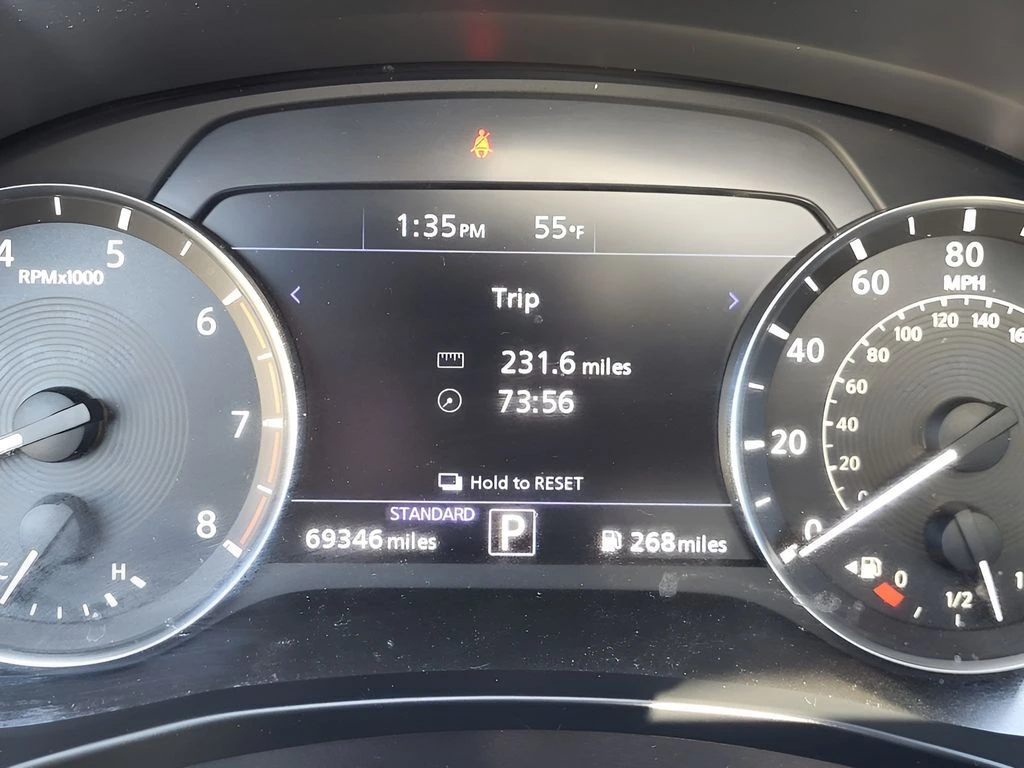 1:35 PM 55°F
Trip
231.6 miles
73:56
Hold to RESET
STANDARD
69346 miles
P
268 miles
4
5
RPMx1000
6
7
8
C
H
80
MPH
60
40
20
0
120
140
100
80
60
40
20
0
1/2